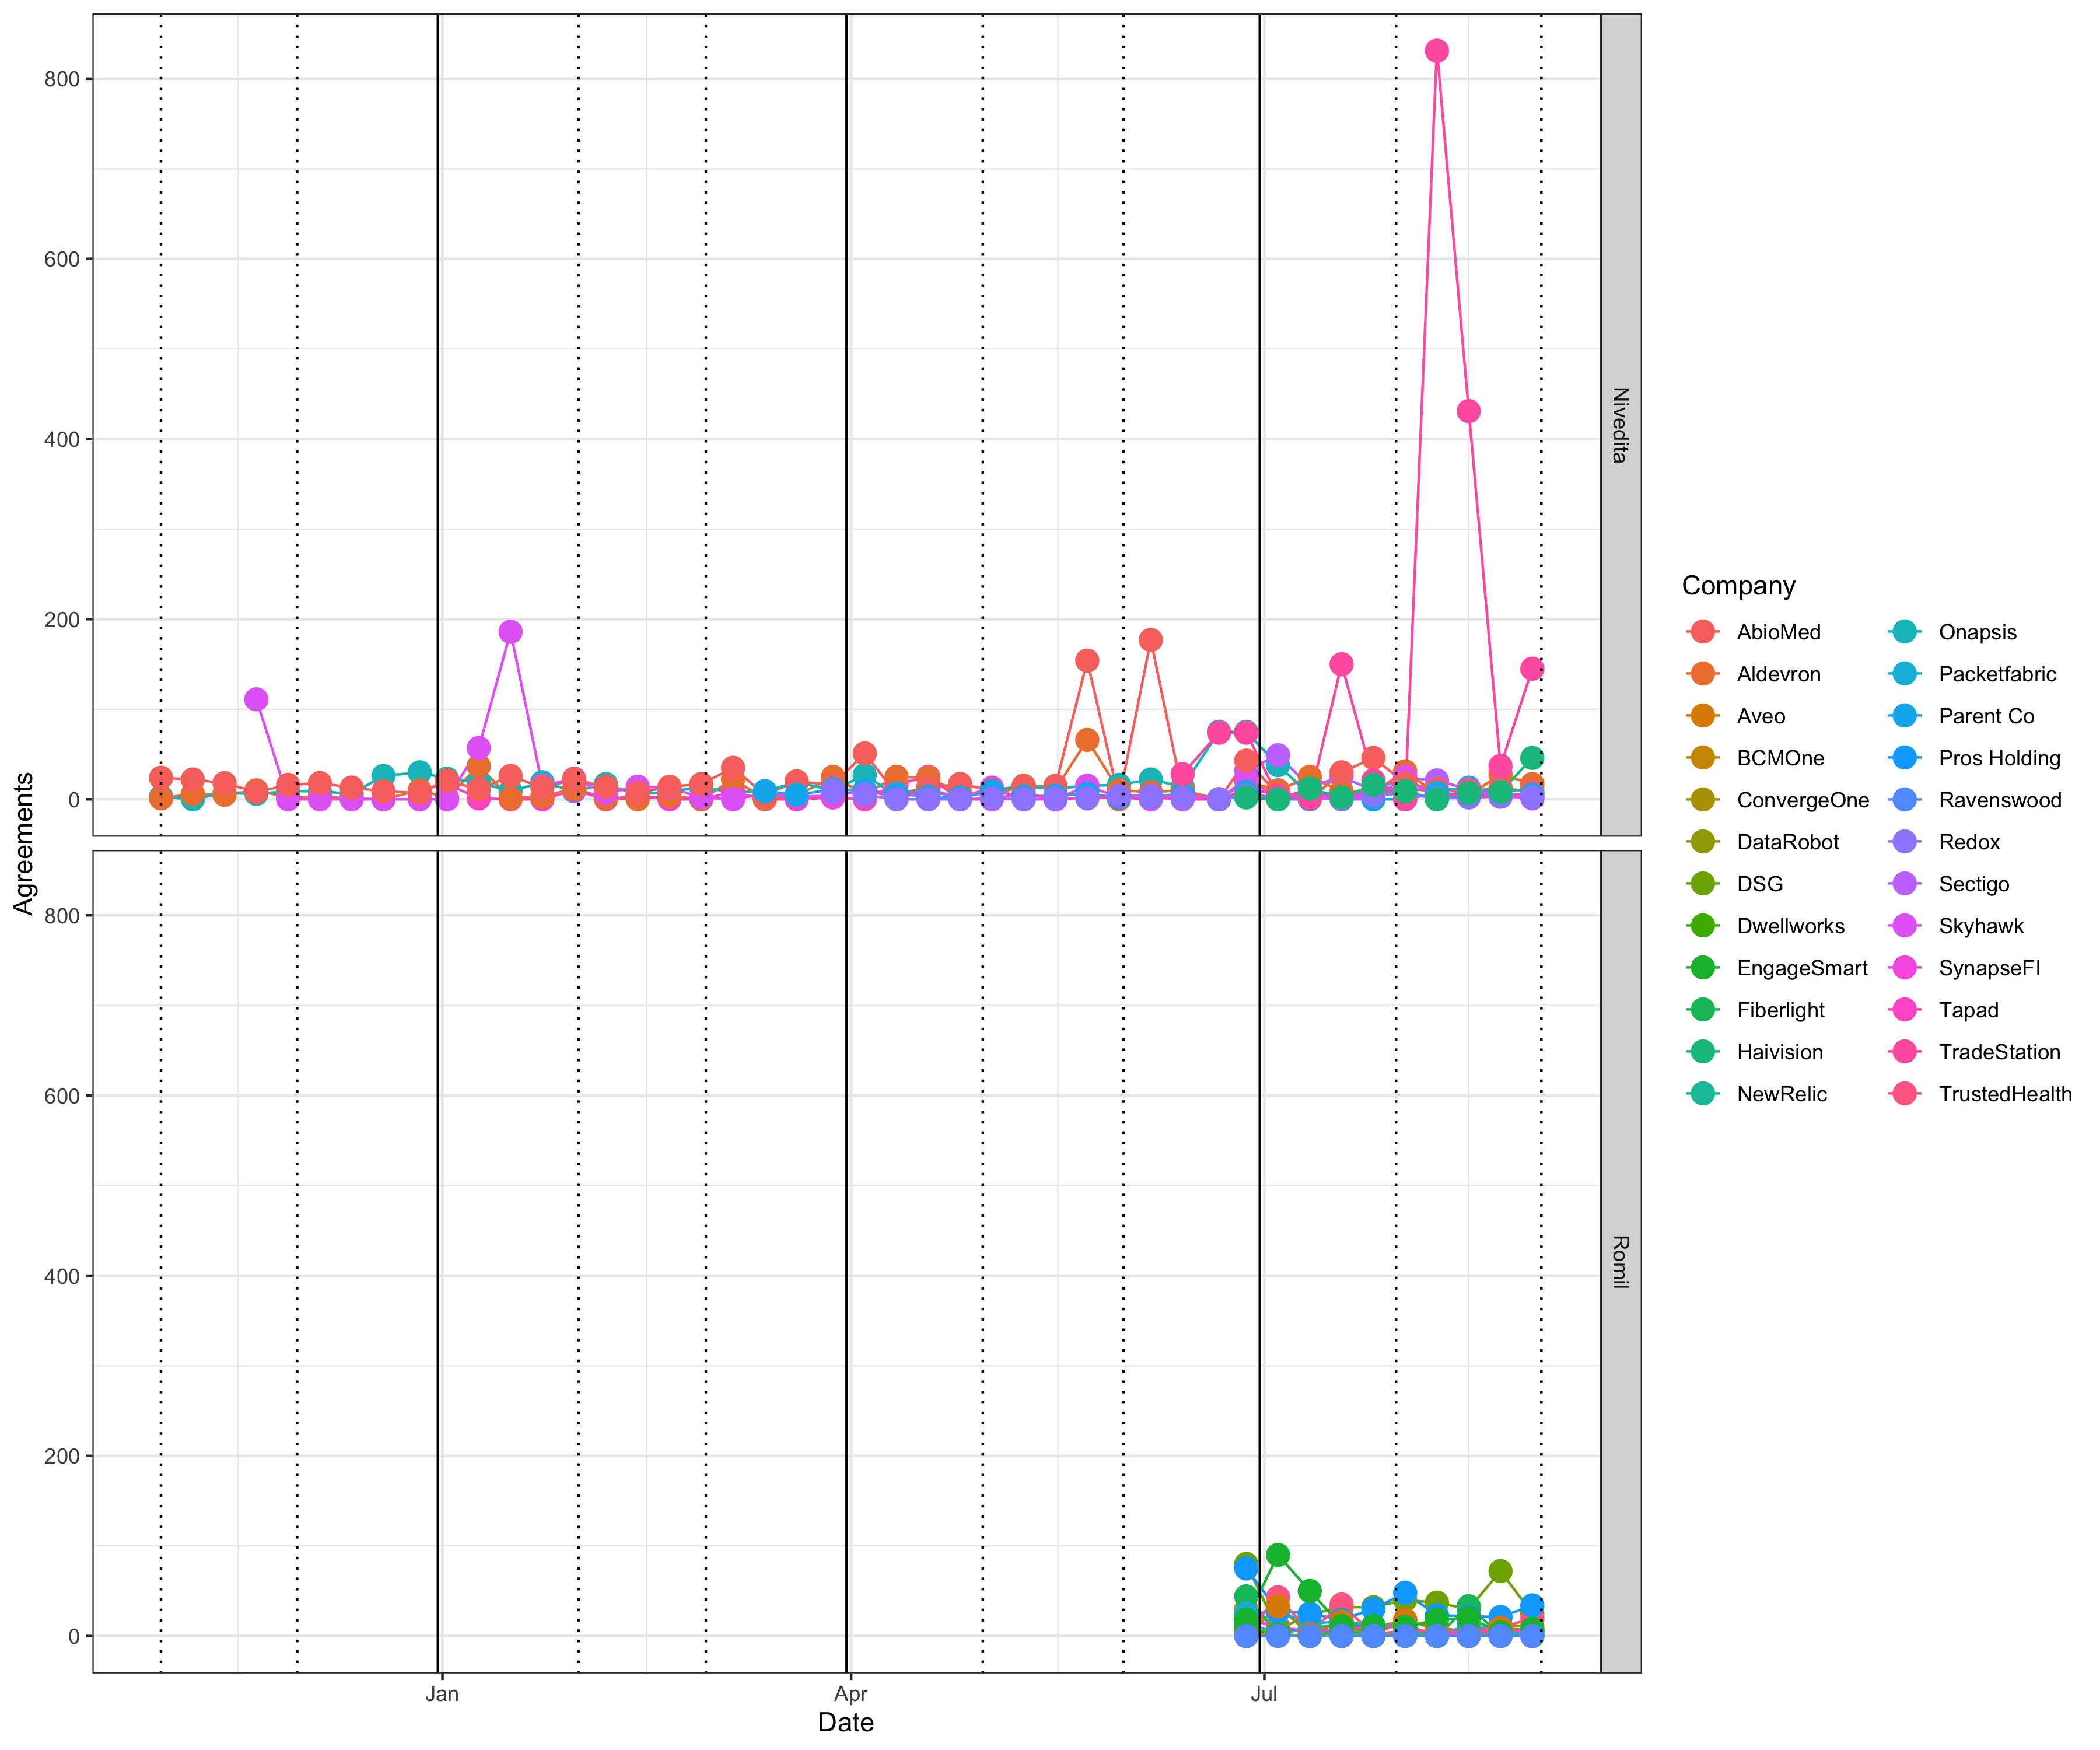 Agreements
800
600
400
200
0
Nivedita
800
600
400
200
0
Romil
Jan
Apr
Jul
Date
Company
AbioMed
Aldevron
Aveo
BCMOne
ConvergeOne
DataRobot
DSG
Dwellworks
EngageSmart
Fiberlight
Haivision
NewRelic
Onapsis
Packetfabric
Parent Co
Pros Holding
Ravenswood
Redox
Sectigo
Skyhawk
SynapseFI
Tapad
TradeStation
TrustedHealth